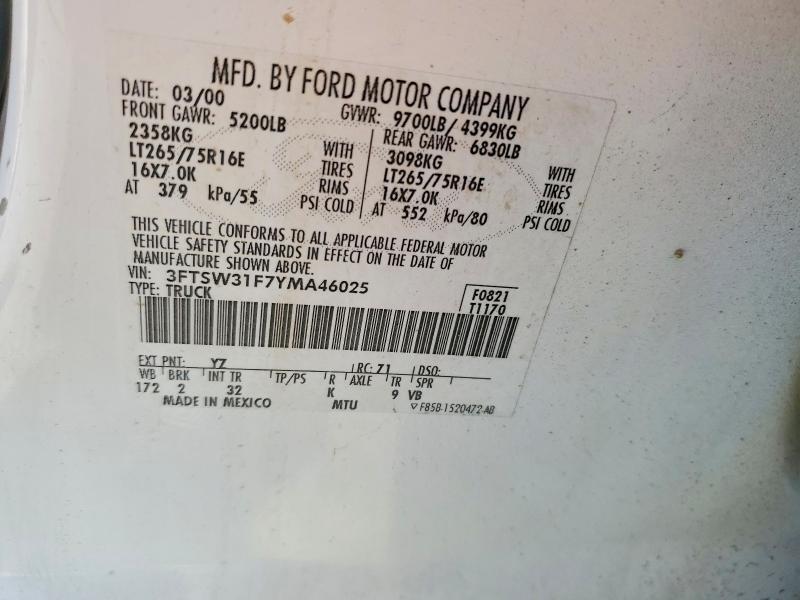 MFD. BY FORD MOTOR COMPANY
DATE: 03/00 GVWR: 9700LB/ 4399KG
FRONT GAWR: 5200LB REAR GAWR: 6830LB
2358KG WITH 3098KG WITH
LT265/75R16E TIRES LT265/75R16E TIRES
16X7.0K RIMS 16X7.0K RIMS
AT 379 kPa/55 PSI COLD AT 552 kPa/80 PSI COLD
THIS VEHICLE CONFORMS TO ALL APPLICABLE FEDERAL MOTOR
VEHICLE SAFETY STANDARDS IN EFFECT ON THE DATE OF
MANUFACTURE SHOWN ABOVE.
VIN: 3FTSW31F7YMA46025 F0821
TYPE: TRUCK T1170
EXT PNT: Y7 RC: 71 DSO:
WB BRK INT TR TP/PS R AXLE TR SPR
172 2 32 K 9 VB
MADE IN MEXICO MTU F85B-1520472-AB